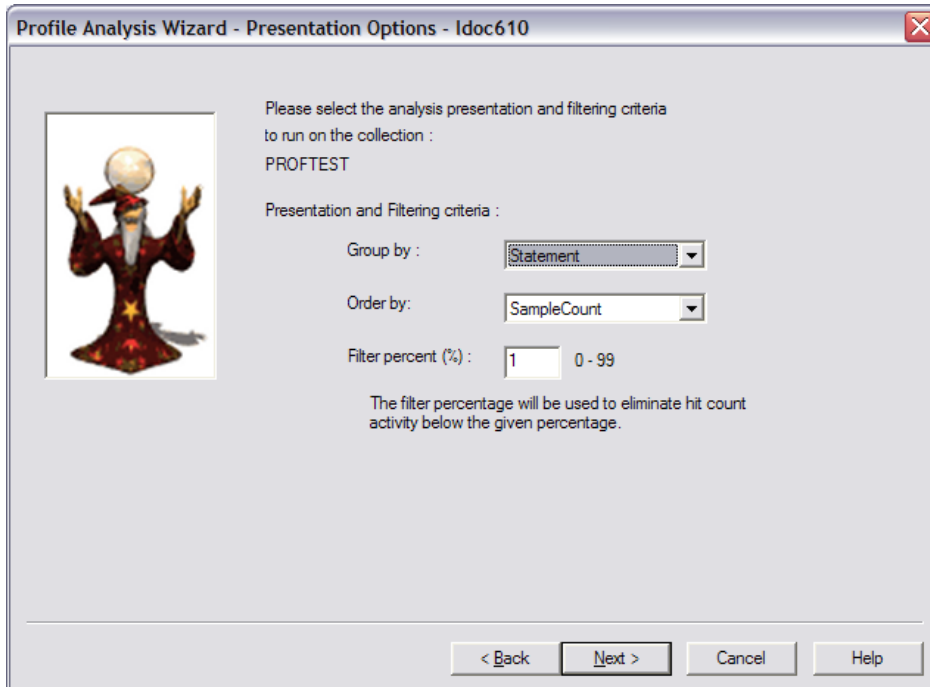 Profile Analysis Wizard - Presentation Options - Idoc610
Please select the analysis presentation and filtering criteria
to run on the collection :
PROFTEST
Presentation and Filtering criteria :
Group by : Statement
Order by: SampleCount
Filter percent (%) : 1 0 - 99
The filter percentage will be used to eliminate hit count
activity below the given percentage.
< Back Next > Cancel Help